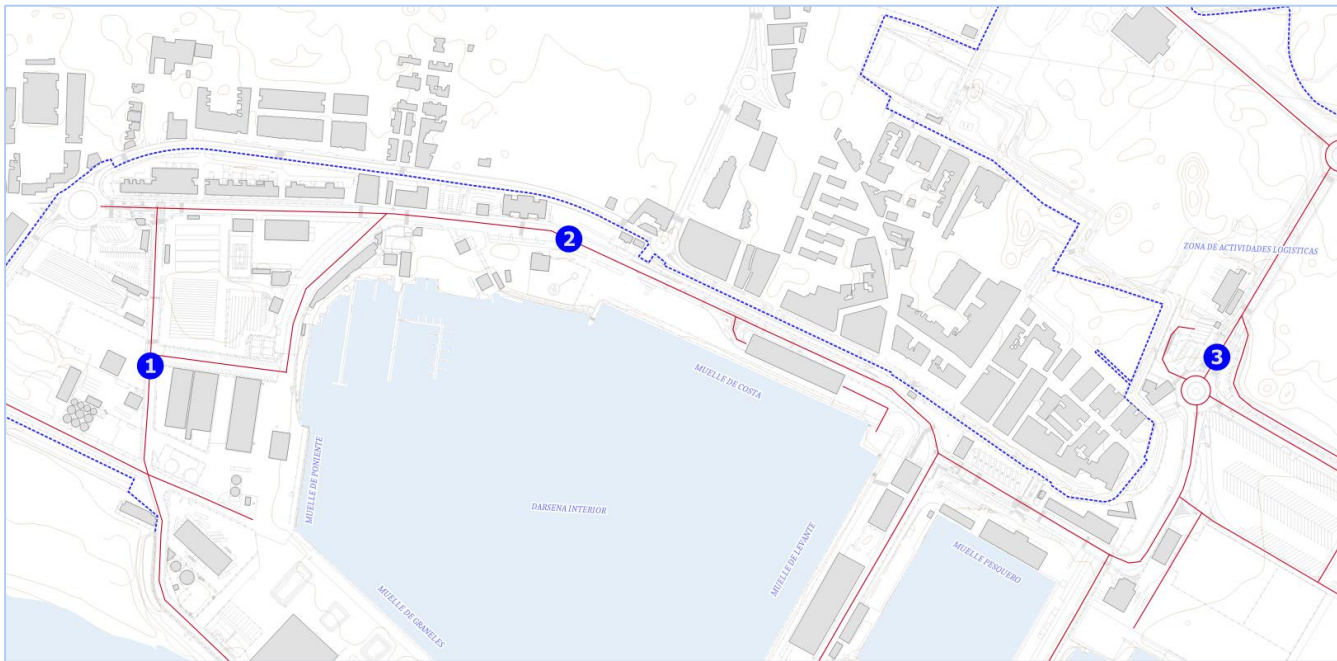 2
ZONA DE ACTIVIDADES LOGISTICAS
3
1
MUELLE DE COSTA
MUELLE DE PONIENTE
DARSENA INTERIOR
MUELLE DE LEVANTE
MUELLE PESQUERO
MUELLE DE GRANELES